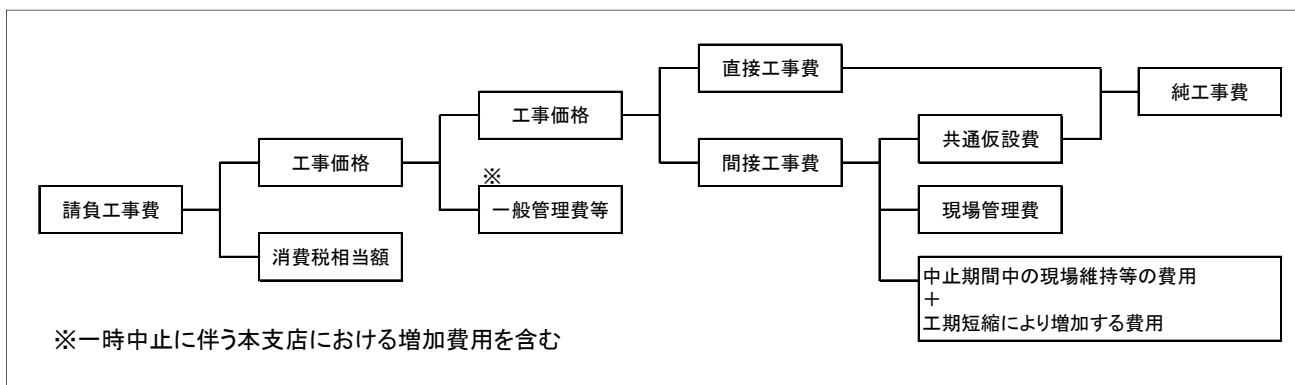 直接工事費
純工事費
工事価格
共通仮設費
工事価格
間接工事費
※
請負工事費
一般管理費等
現場管理費
消費税相当額
中止期間中の現場維持等の費用
+
工期短縮により増加する費用
※一時中止に伴う本支店における増加費用を含む